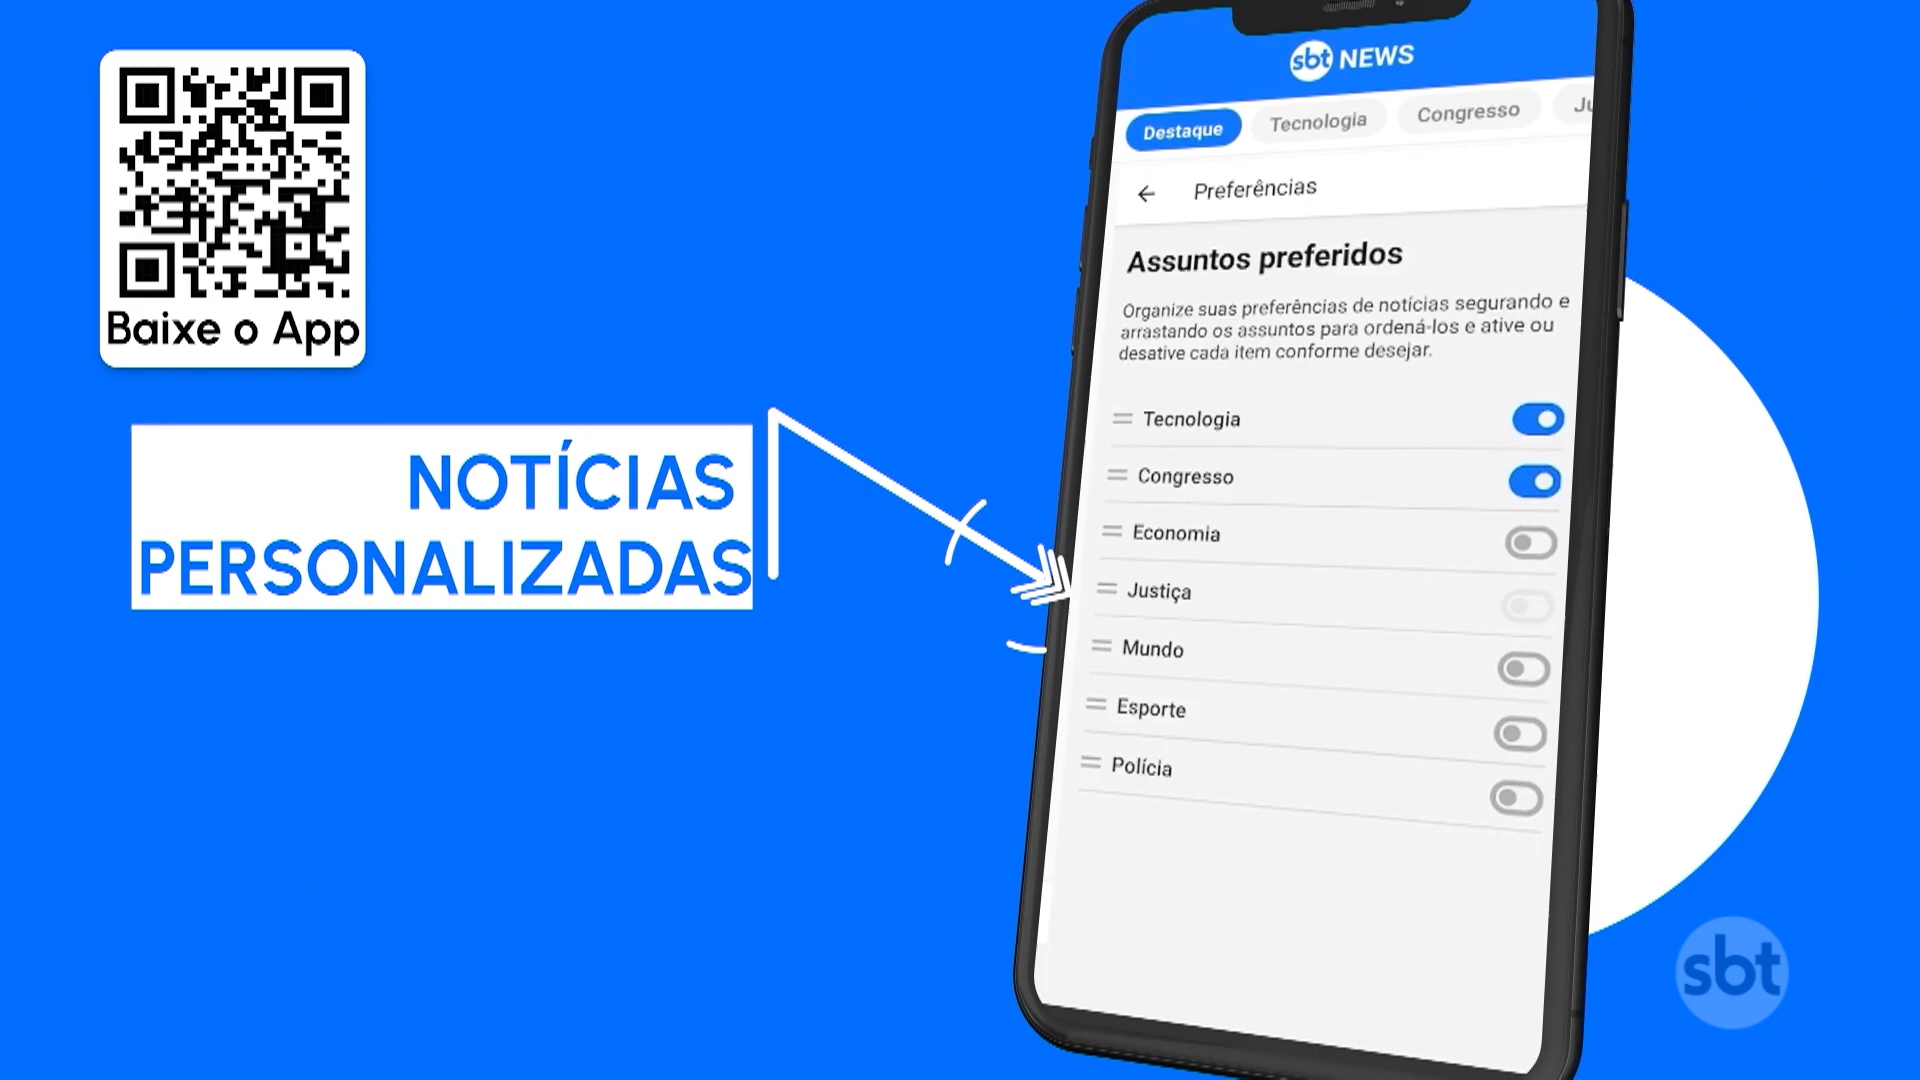 Baixe o App
NOTÍCIAS
PERSONALIZADAS
sbt NEWS
Destaque Tecnologia Congresso Ju
Preferências
Assuntos preferidos
Organize suas preferências de notícias segurando e
arrastando os assuntos para ordená-los e ative ou
desative cada item conforme desejar.
Tecnologia
Congresso
Economia
Justiça
Mundo
Esporte
Polícia
sbt